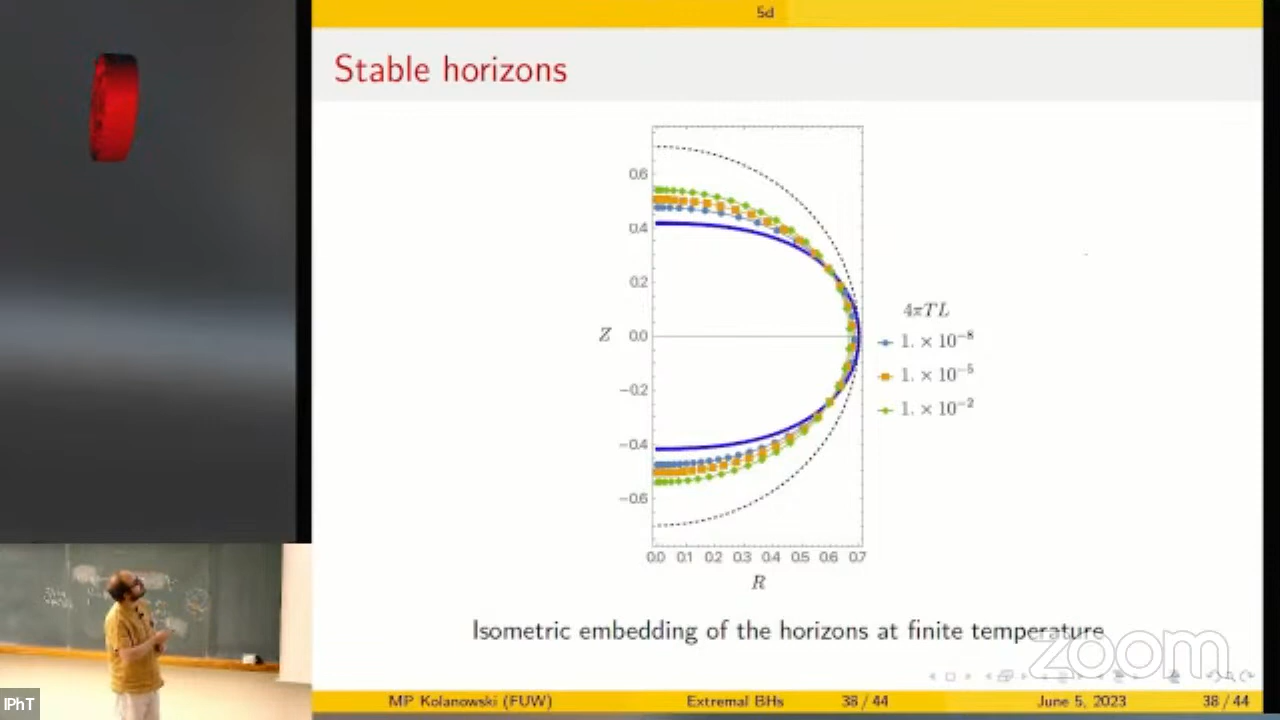 5d
Stable horizons
0.6
0.4
0.2
Z 0.0
−0.2
−0.4
−0.6
0.0 0.1 0.2 0.3 0.4 0.5 0.6 0.7
R
4πTL
1. × 10⁻⁸
1. × 10⁻⁵
1. × 10⁻²
Isometric embedding of the horizons at finite temperature
zoom
MP Kolanowski (FUW) Extremal BHs 38 / 44 June 5, 2023 38 / 44
IPhT